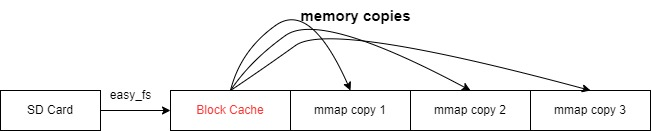 memory copies
easy_fs
SD Card
Block Cache
mmap copy 1
mmap copy 2
mmap copy 3